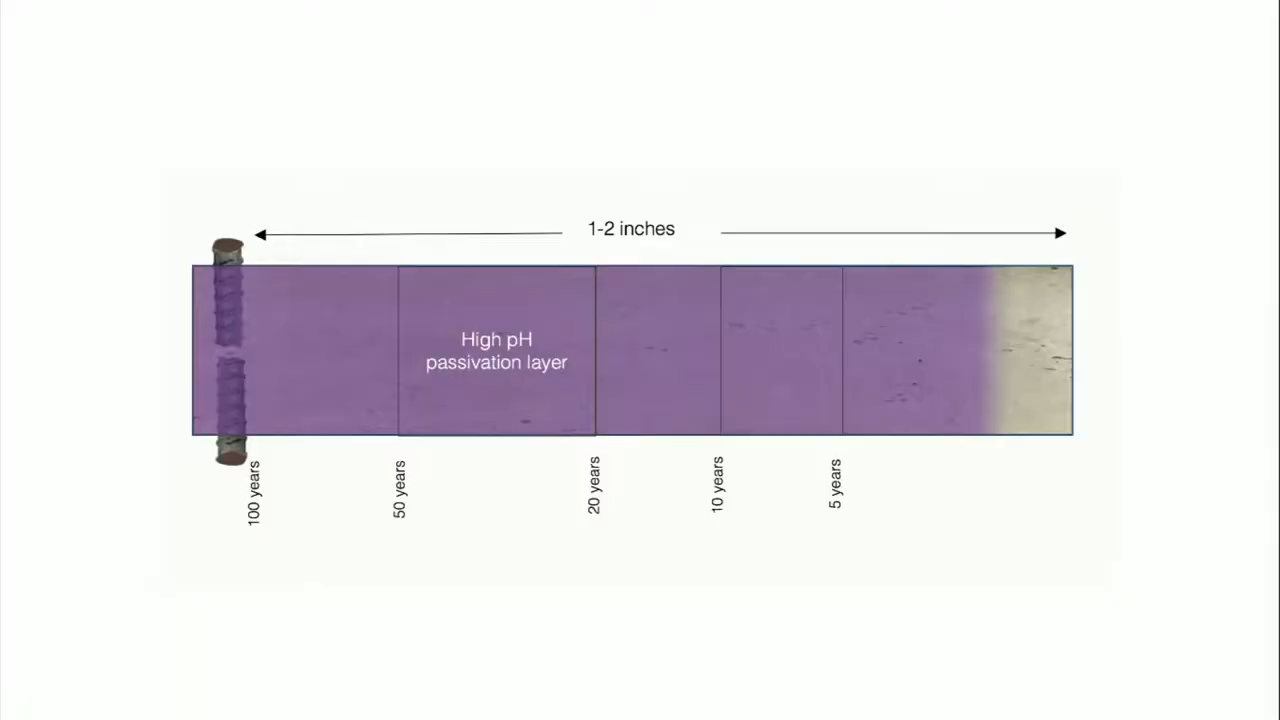 1-2 inches
High pH
passivation layer
100 years
50 years
20 years
10 years
5 years